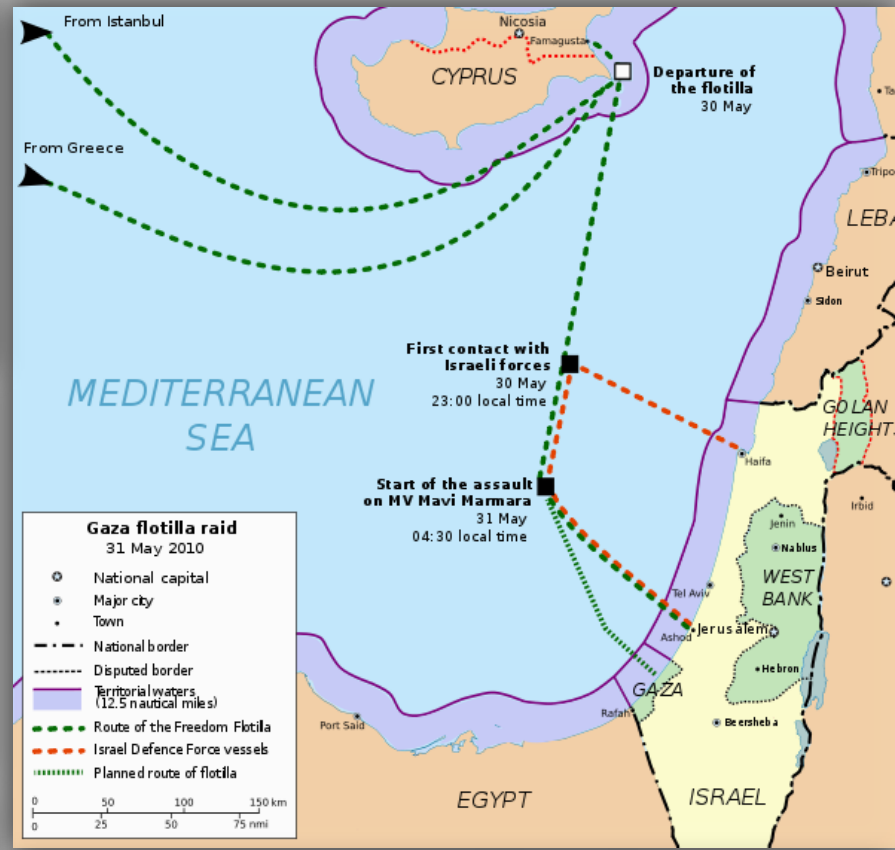 From Istanbul
Nicosia
Famagusta
CYPRUS
Departure of
the flotilla
30 May
From Greece
Tripo
LEBA
Beirut
Sidon
First contact with
Israeli forces
30 May
23:00 local time
MEDITERRANEAN
SEA
GOLAN
HEIGHT
Haifa
Start of the assault
on MV Mavi Marmara
31 May
04:30 local time
Irbid
Jenin
Nablus
WEST
BANK
Tel Aviv
Jerusalem
Ashod
Hebron
GAZA
Rafah
Beersheba
Port Said
EGYPT
ISRAEL
Gaza flotilla raid
31 May 2010
National capital
Major city
Town
National border
Disputed border
Territorial waters
(12.5 nautical miles)
Route of the Freedom Flotilla
Israel Defence Force vessels
Planned route of flotilla
0 50 100 150 km
0 25 50 75 nmi